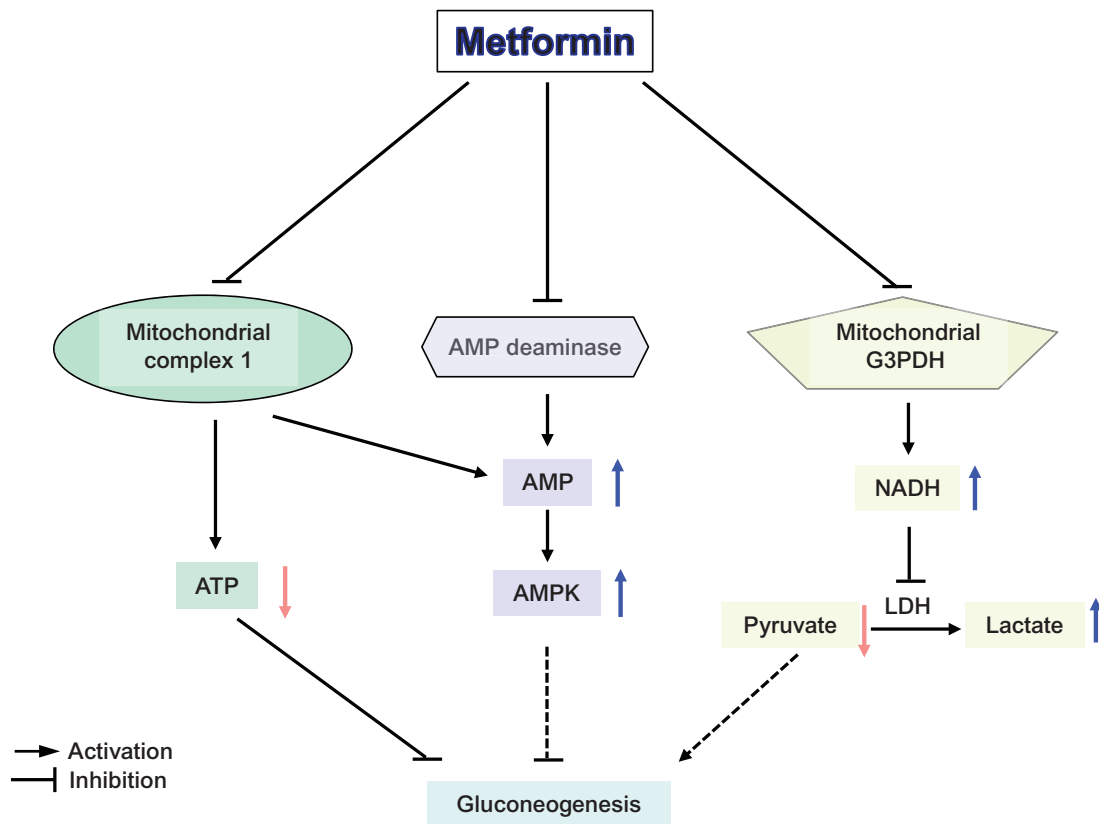 Metformin
Mitochondrial
complex 1
AMP deaminase
Mitochondrial
G3PDH
AMP
NADH
ATP
AMPK
LDH
Pyruvate
Lactate
Activation
Inhibition
Gluconeogenesis